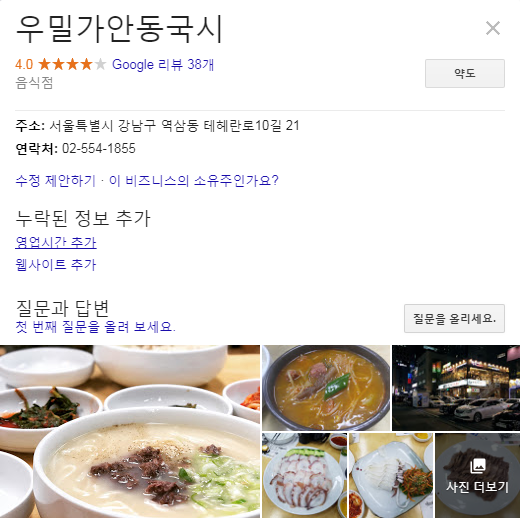 우밀가안동국시
4.0 Google 리뷰 38개
음식점
약도
주소: 서울특별시 강남구 역삼동 테헤란로10길 21
연락처: 02-554-1855
수정 제안하기 · 이 비즈니스의 소유주인가요?
누락된 정보 추가
영업시간 추가
웹사이트 추가
질문과 답변
첫 번째 질문을 올려 보세요.
질문을 올리세요.
사진 더보기